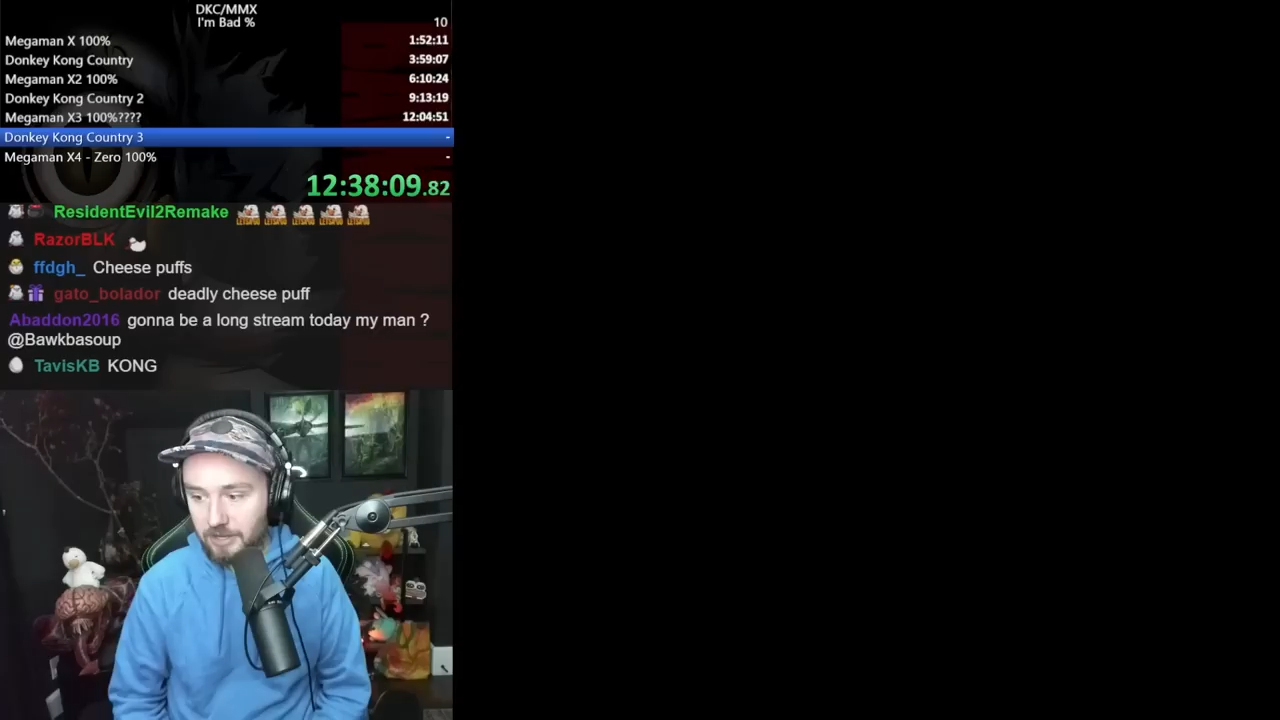 DKC/MMX
I'm Bad %
10
Megaman X 100% 1:52:11
Donkey Kong Country 3:59:07
Megaman X2 100% 6:10:24
Donkey Kong Country 2 9:13:19
Megaman X3 100%???? 12:04:51
Donkey Kong Country 3 -
Megaman X4 - Zero 100% -
12:38:09.82
ResidentEvil2Remake
RazorBLK
ffdgh_ Cheese puffs
gato_bolador deadly cheese puff
Abaddon2016 gonna be a long stream today my man ?
@Bawkbasoup
TavisKB KONG